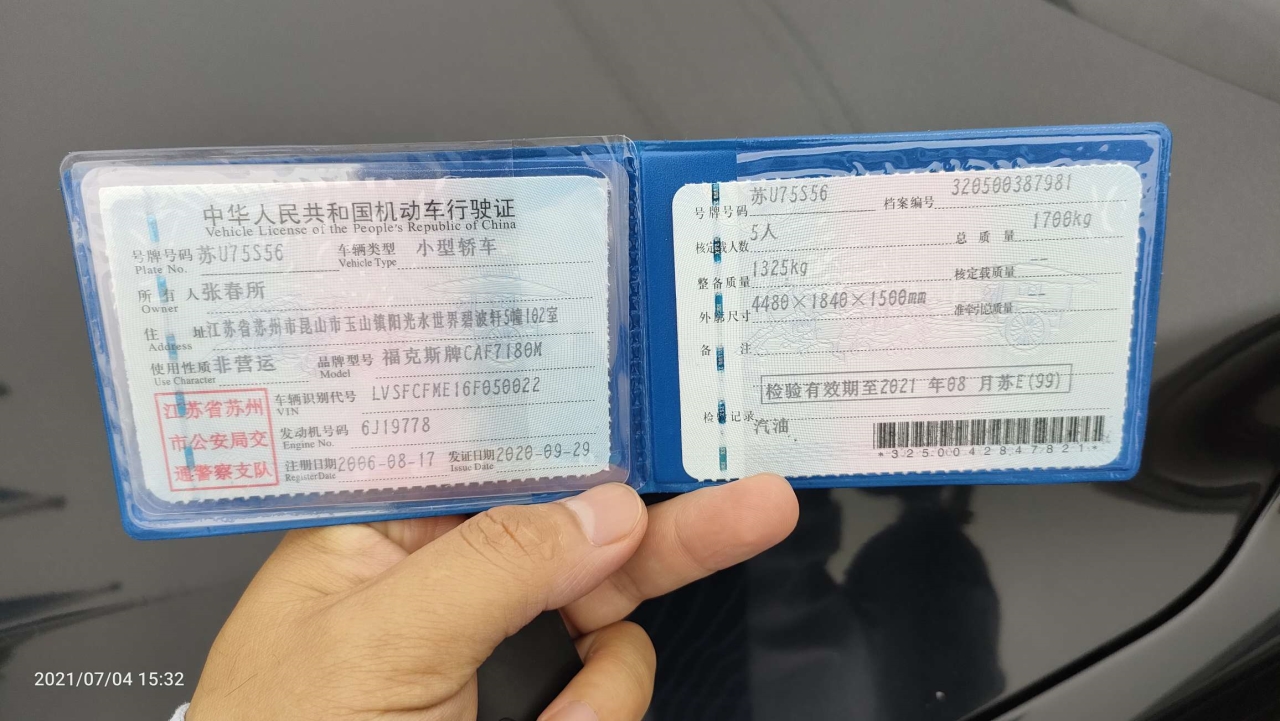 中华人民共和国机动车行驶证
Vehicle License of the People's Republic of China
号牌号码 苏U75S56 车辆类型 小型轿车
Plate No. Vehicle Type
所有人 张春所
Owner
住址 江苏省苏州市昆山市玉山镇阳光水世界碧波轩5幢102室
Address
使用性质 非营运 品牌型号 福克斯牌CAF7180M
Use Character Model
江苏省苏州
市公安局交
通警察支队
车辆识别代号 LVSFCFME16F050022
VIN
发动机号码 6J19778
Engine No.
注册日期 2006-08-17 发证日期 2020-09-29
RegisterDate Issue Date
号牌号码 苏U75S56 档案编号 320500387981
核定载人数 5人 总质量 1700kg
整备质量 1325kg 核定载质量 --
外廓尺寸 4480×1840×1500mm 准牵引总质量 --
备注
检验有效期至2021年08月苏E(99)
检验记录
汽油
*3250042847821*
2021/07/04 15:32